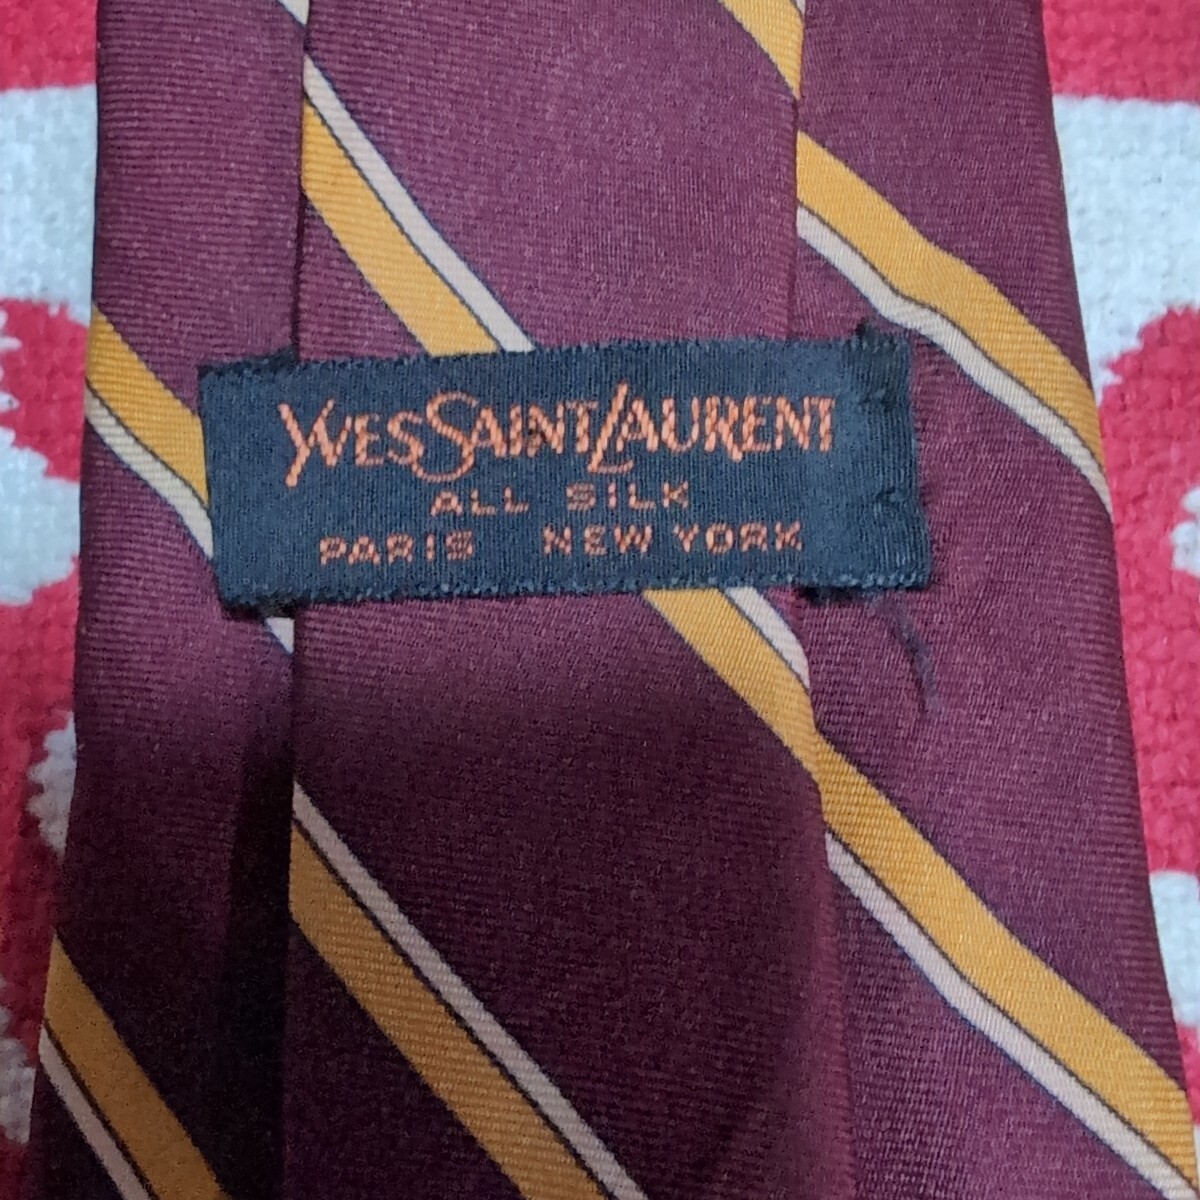 YVES SAINT LAURENT
ALL SILK
PARIS NEW YORK